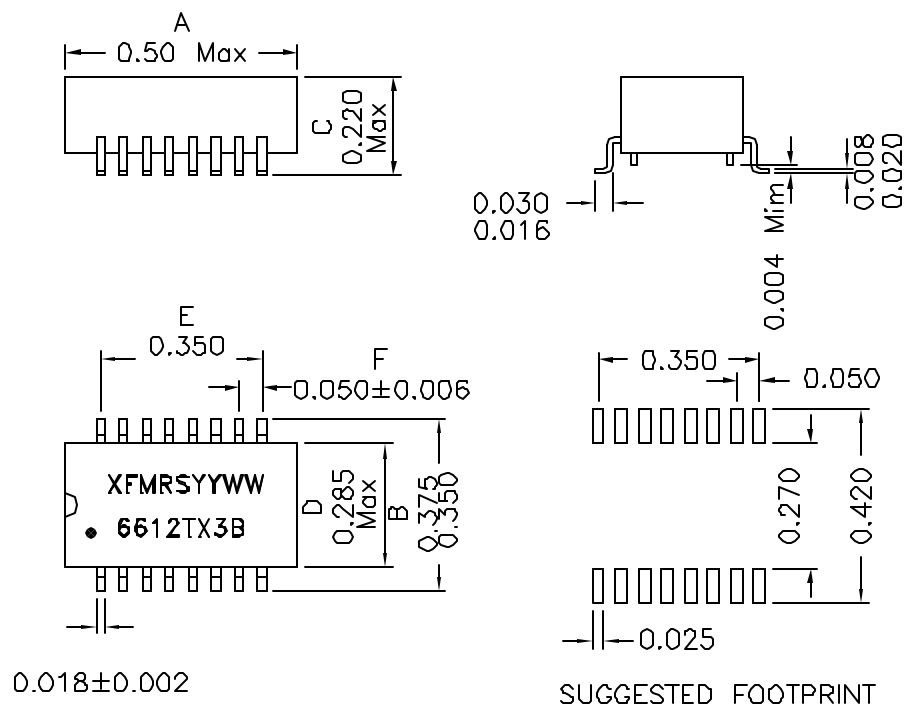 A
0.50 Max
C
0.220
Max
0.030
0.016
0.004 Mim
0.008
0.020
E
0.350
F
0.050±0.006
XFMRSYYWW
6612TX3B
D
0.285
Max
B
0.375
0.350
0.018±0.002
0.350
0.050
0.270
0.420
0.025
SUGGESTED FOOTPRINT